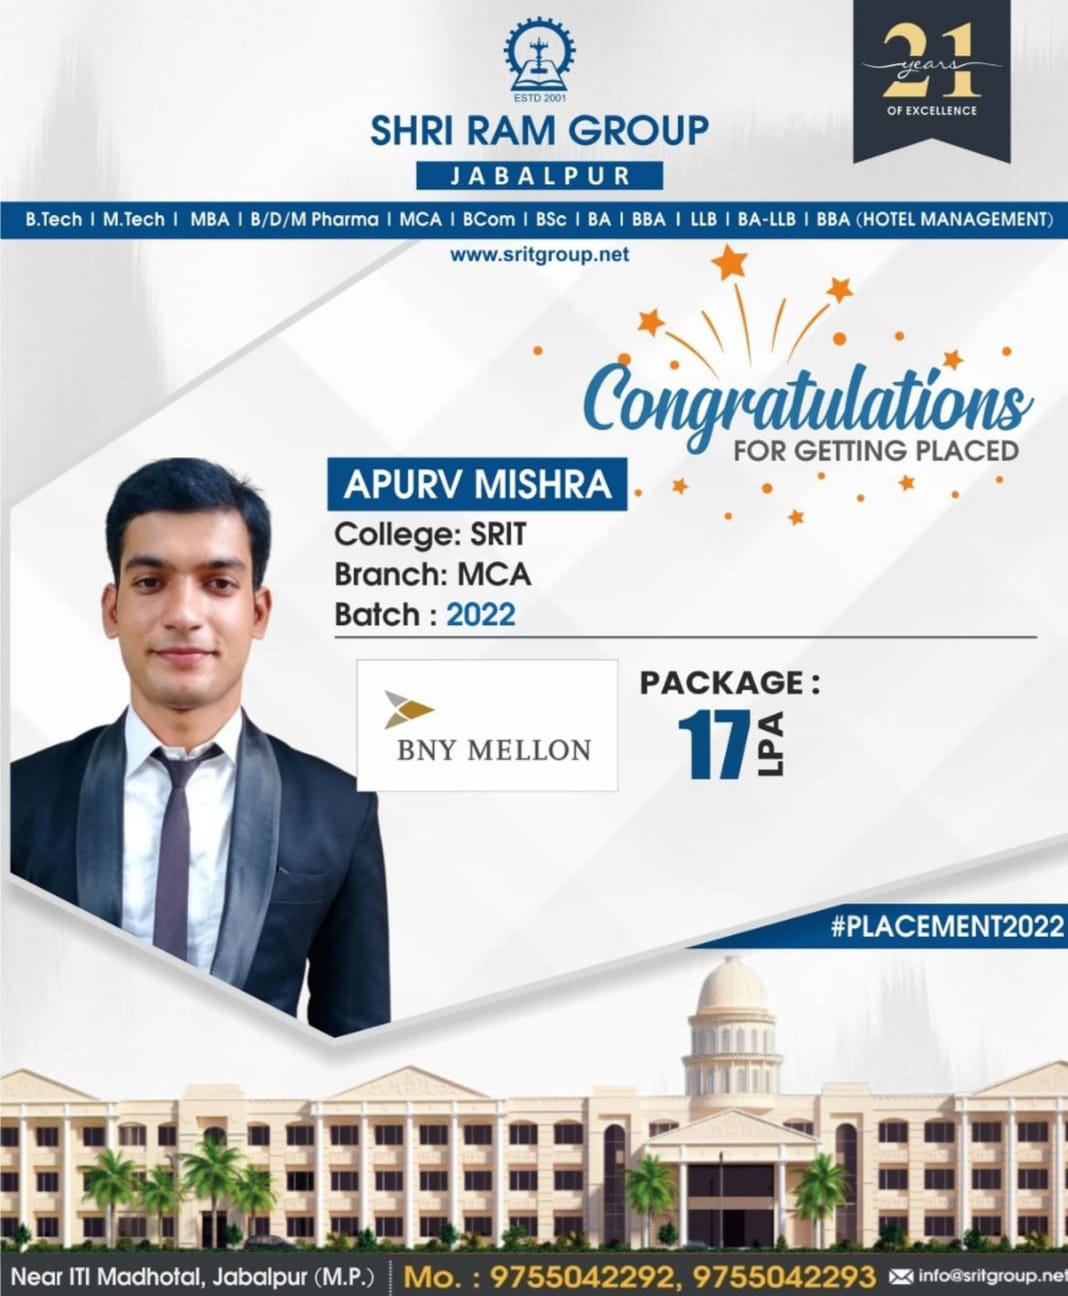 ESTD 2001
SHRI RAM GROUP
JABALPUR
21
years
OF EXCELLENCE
B.Tech I M.Tech I MBA I B/D/M Pharma I MCA I BCom I BSc I BA I BBA I LLB I BA-LLB I BBA (HOTEL MANAGEMENT)
www.sritgroup.net
Congratulations
FOR GETTING PLACED
APURV MISHRA
College: SRIT
Branch: MCA
Batch : 2022
BNY MELLON
PACKAGE :
17 LPA
#PLACEMENT2022
Near ITI Madhotal, Jabalpur (M.P.)
Mo. : 9755042292, 9755042293
info@sritgroup.net